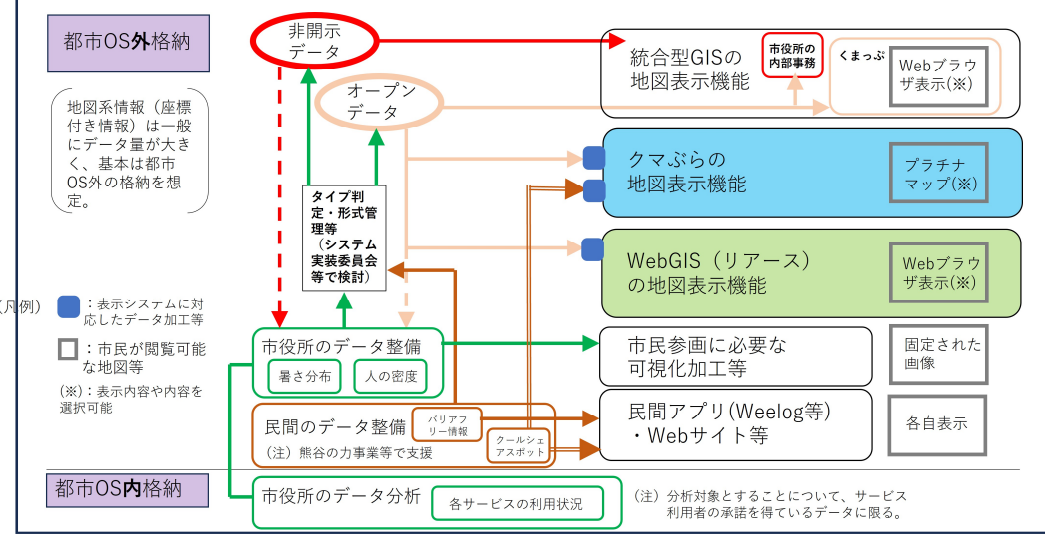 都市OS外格納
地図系情報（座標
付き情報）は一般
にデータ量が大き
く、基本は都市
OS外の格納を想
定。
(凡例)
：表示システムに対
応したデータ加工等
：市民が閲覧可能
な地図等
(※)：表示内容や内容を
選択可能
都市OS内格納
非開示
データ
オープン
データ
タイプ判
定・形式管
理等
（システム
実装委員会
等で検討）
市役所のデータ整備
暑さ分布
人の密度
民間のデータ整備
（注）熊谷の力事業等で支援
バリアフ
リー情報
クールシェ
アスポット
市役所のデータ分析
各サービスの利用状況
統合型GISの
地図表示機能
市役所の
内部事務
くまっぷ
Webブラウ
ザ表示(※)
クマぶらの
地図表示機能
プラチナ
マップ(※)
WebGIS（リアース）
の地図表示機能
Webブラウ
ザ表示(※)
市民参画に必要な
可視化加工等
固定された
画像
民間アプリ(Weelog等)
・Webサイト等
各自表示
（注）分析対象とすることについて、サービス
利用者の承諾を得ているデータに限る。